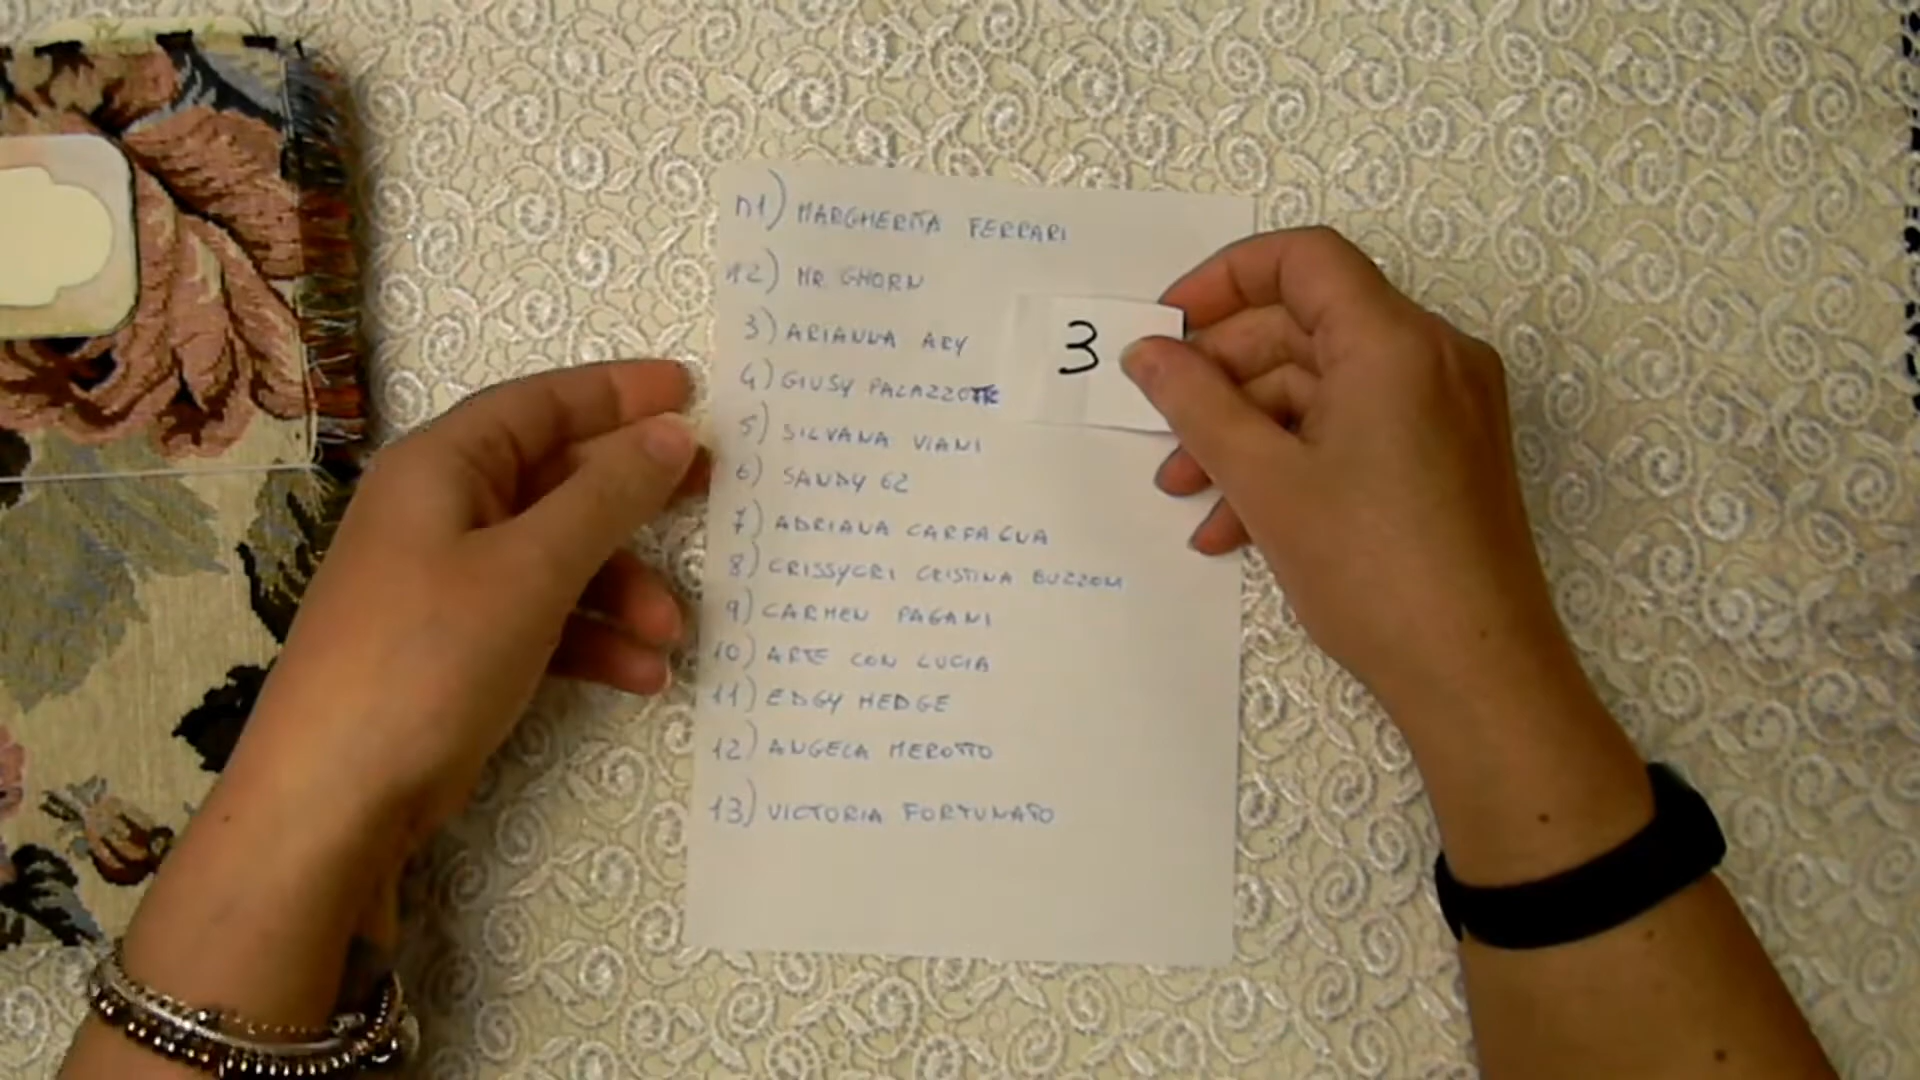 n1) MARGHERITA FERRARI
n2) MR GHORN
3) ARIANNA ARY
3
4) GIUSY PALAZZO
5) SILVANA VIANI
6) SANDY 62
7) ADRIANA CARFAGNA
8) CRISSYCRI CRISTINA BUZZONI
9) CARMEN PAGANI
10) ARTE CON LUCIA
11) EDGY HEDGE
12) ANGELA MEROTTO
13) VICTORIA FORTUNATO